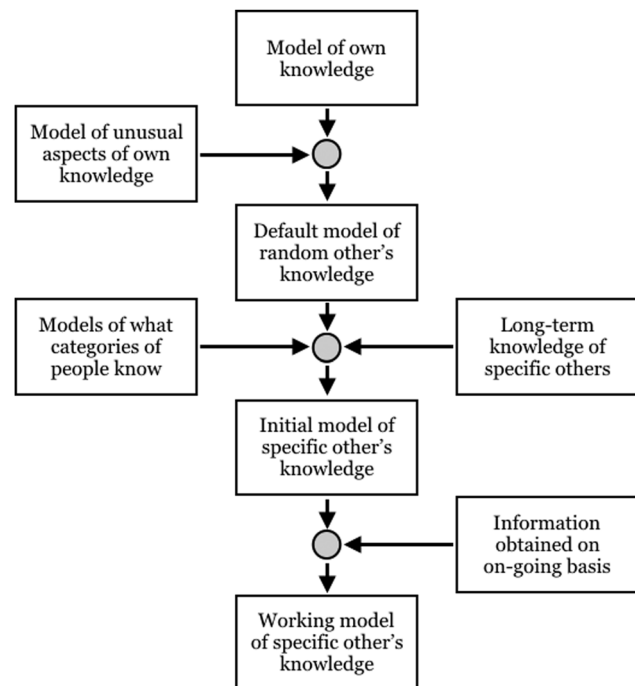 Model of own
knowledge
Model of unusual
aspects of own
knowledge
Default model of
random other’s
knowledge
Models of what
categories of
people know
Long-term
knowledge of
specific others
Initial model of
specific other’s
knowledge
Information
obtained on
on-going basis
Working model
of specific other’s
knowledge